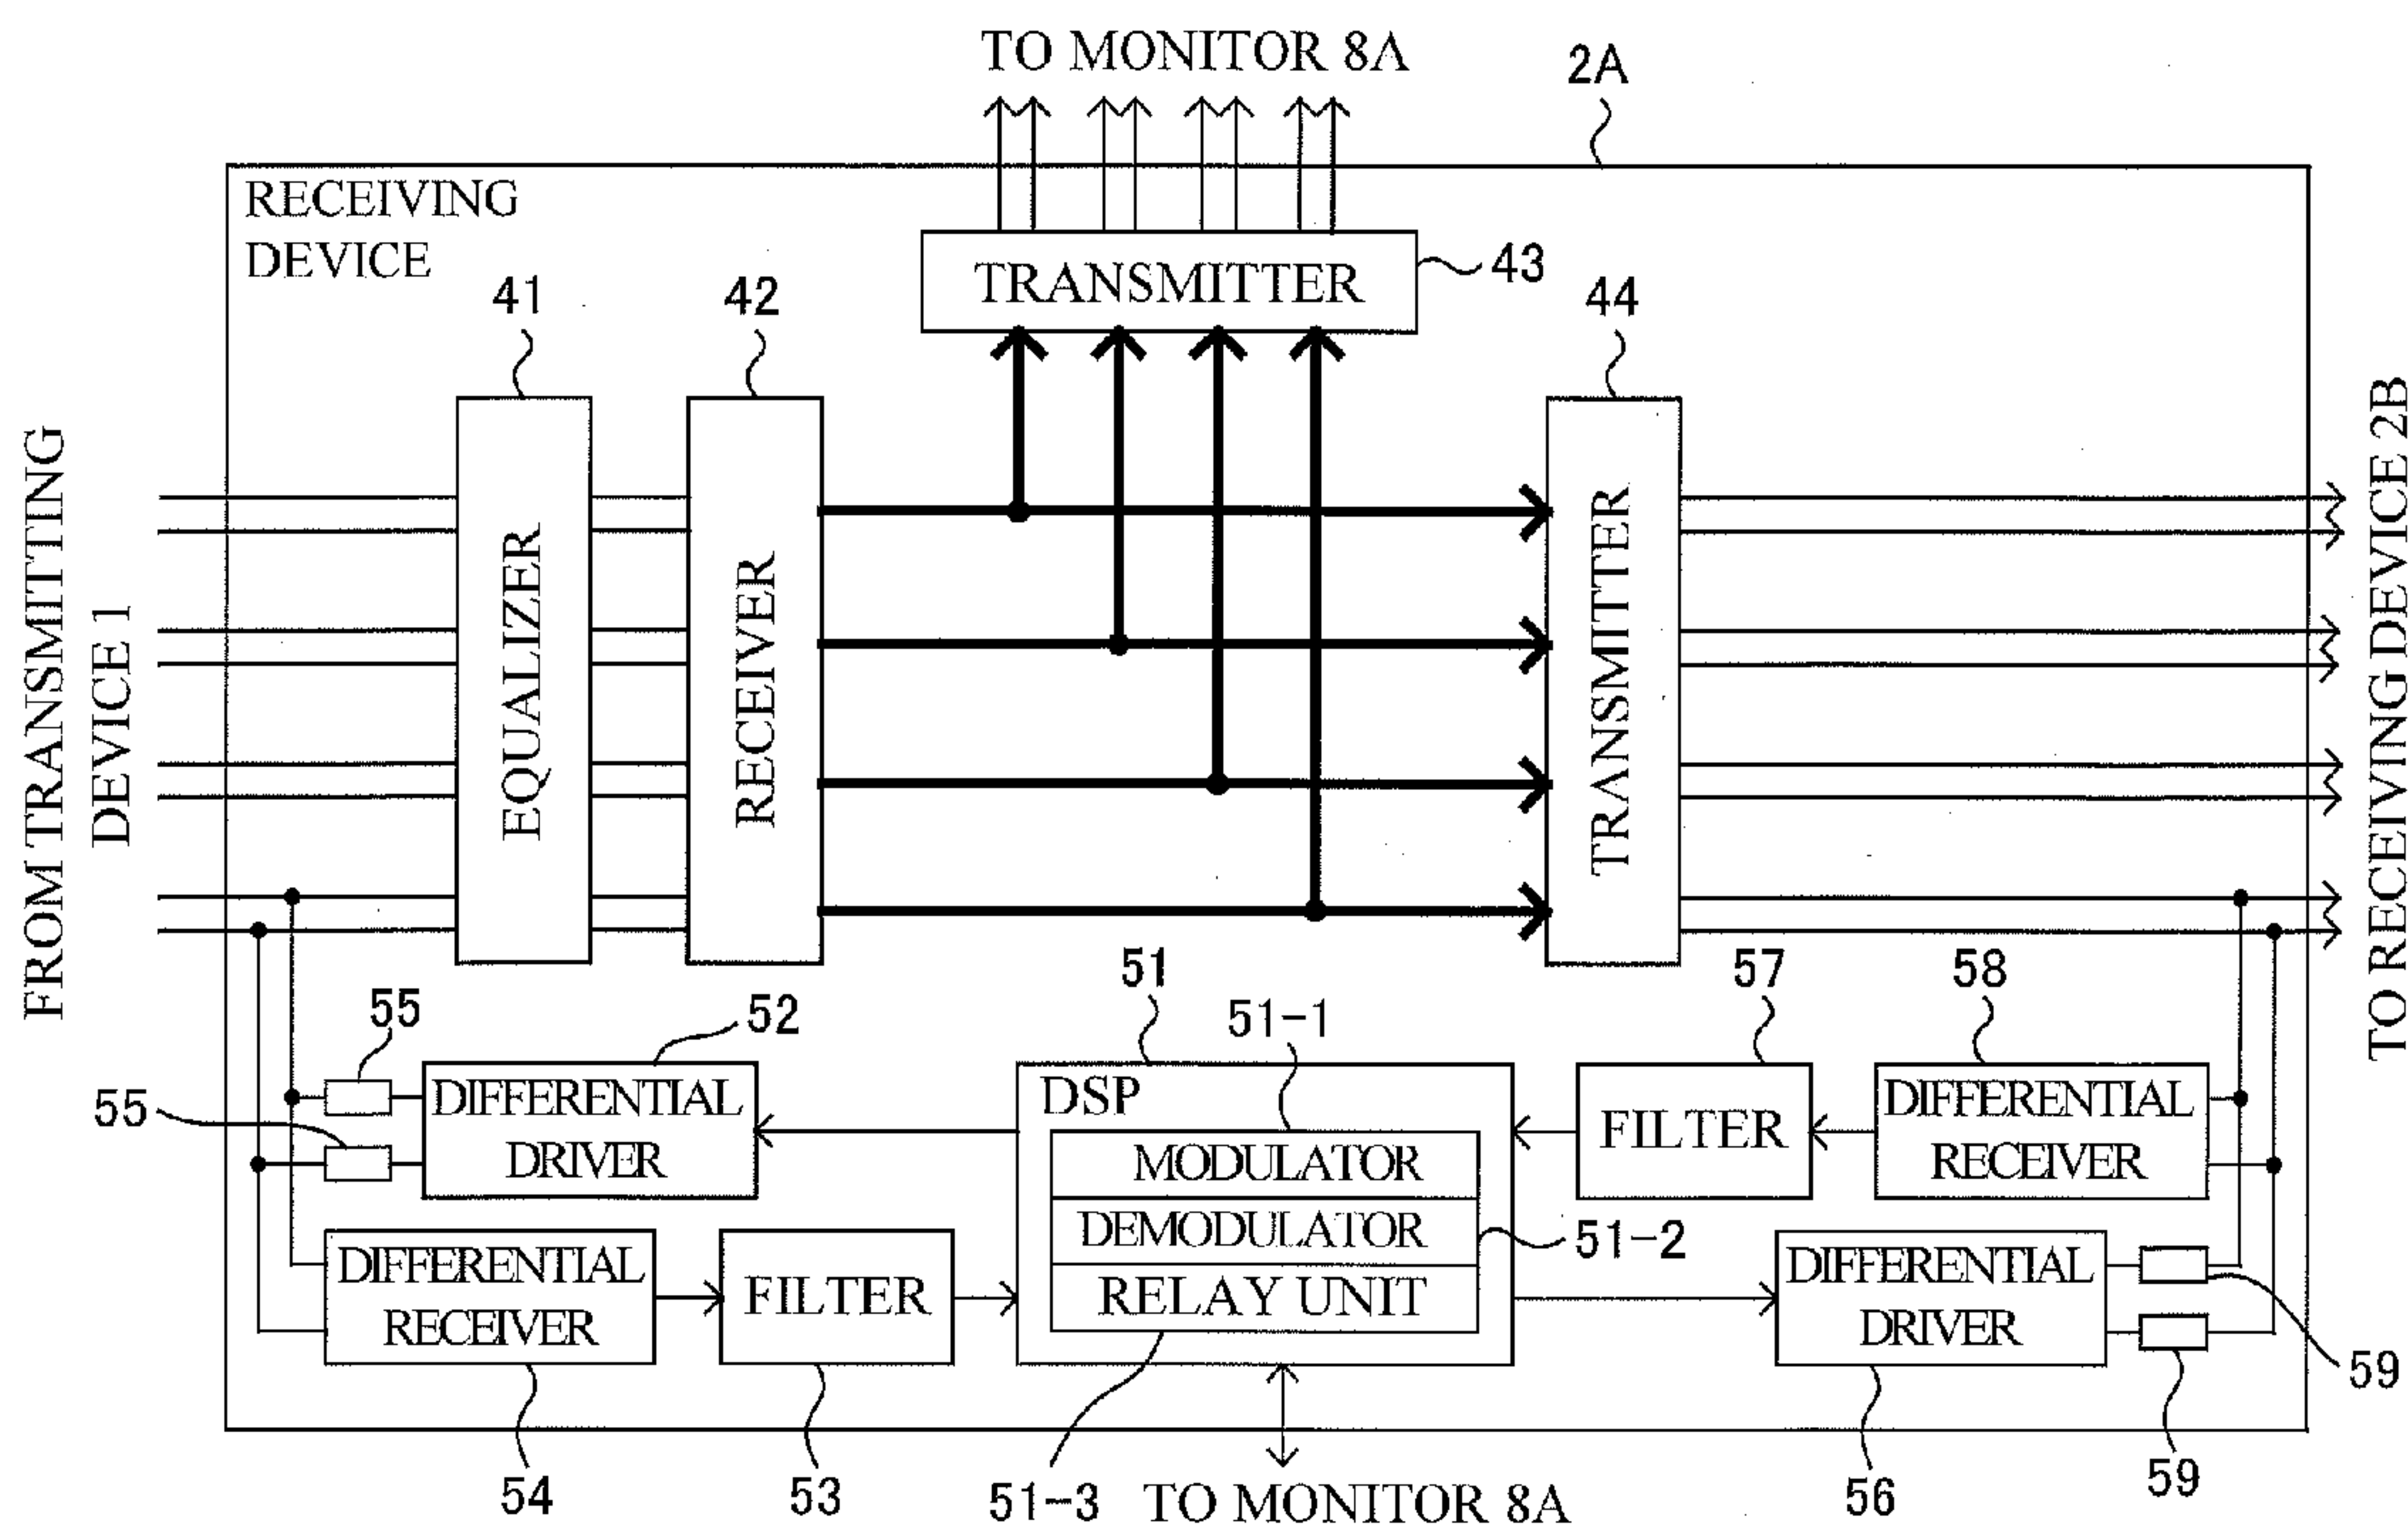 TO MONITOR 8A
2A
RECEIVING
DEVICE
TRANSMITTER
43
41
42
44
FROM TRANSMITTING
DEVICE 1
EQUALIZER
RECEIVER
TRANSMITTER
TO RECEIVING DEVICE 2B
55
52
51
51-1
57
58
55
DIFFERENTIAL
DRIVER
DSP
MODULATOR
DEMODULATOR
RELAY UNIT
51-2
FILTER
DIFFERENTIAL
RECEIVER
DIFFERENTIAL
RECEIVER
FILTER
DIFFERENTIAL
DRIVER
59
54
53
51-3
TO MONITOR 8A
56
59